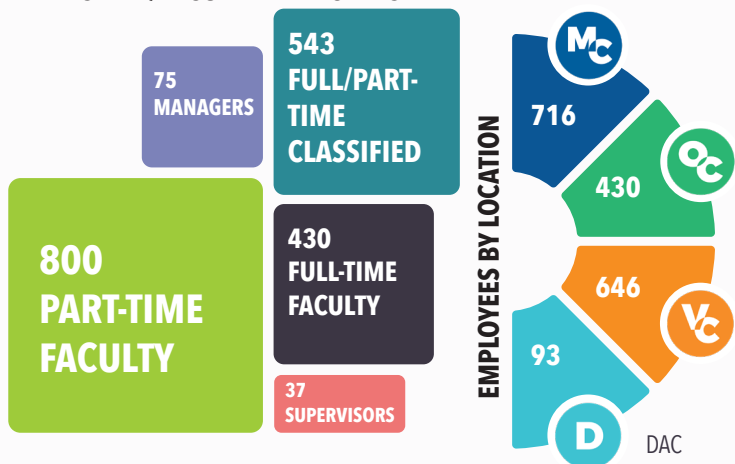 75
MANAGERS
543
FULL/PART-
TIME
CLASSIFIED
800
PART-TIME
FACULTY
430
FULL-TIME
FACULTY
37
SUPERVISORS
EMPLOYEES BY LOCATION
MC
716
OC
430
VC
646
93
D
DAC